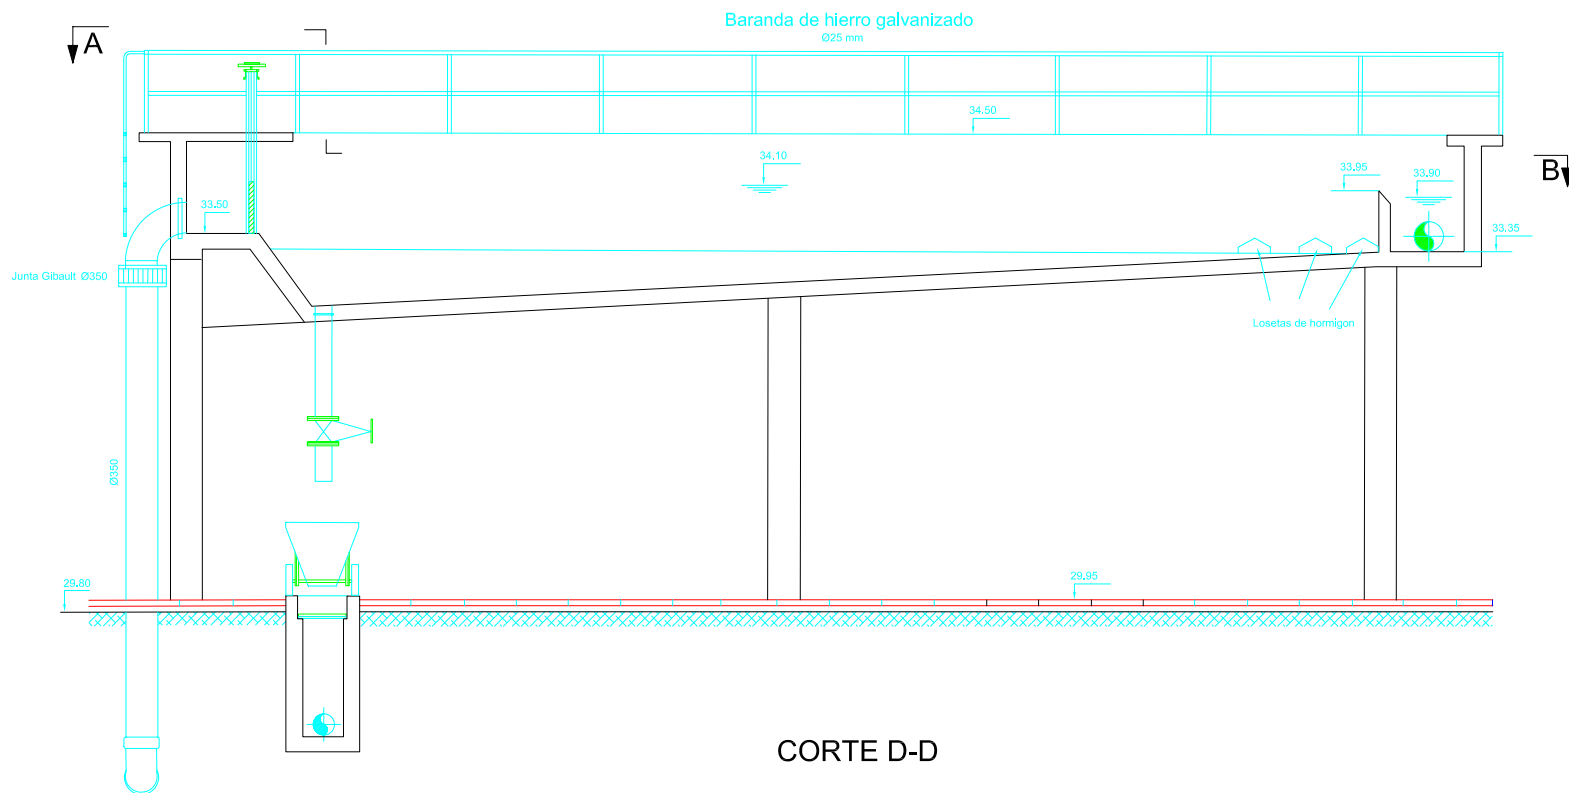 Baranda de hierro galvanizado
Ø25 mm
A
34.50
34.10
B
33.95
33.90
33.50
33.35
Junta Gibault Ø350
Losetas de hormigon
Ø350
29.80
29.95
CORTE D-D